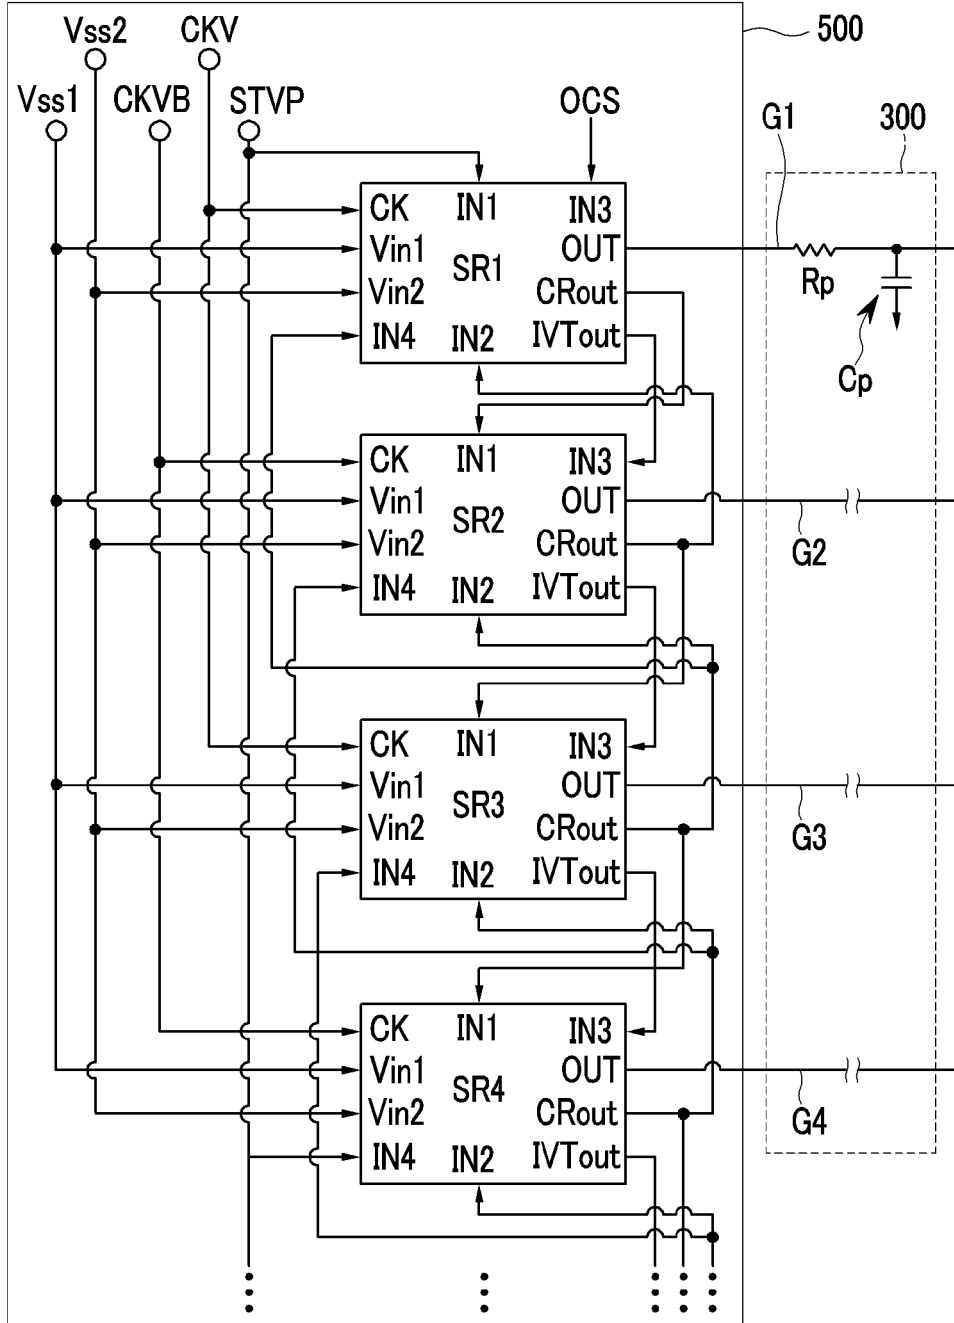 Vss2
CKV
500
Vss1
CKVB
STVP
OCS
G1
300
CK
IN1
IN3
Vin1
SR1
OUT
Vin2
CRout
IN4
IN2
IVTout
Rp
Cp
CK
IN1
IN3
Vin1
SR2
OUT
Vin2
CRout
IN4
IN2
IVTout
G2
CK
IN1
IN3
Vin1
SR3
OUT
Vin2
CRout
IN4
IN2
IVTout
G3
CK
IN1
IN3
Vin1
SR4
OUT
Vin2
CRout
IN4
IN2
IVTout
G4